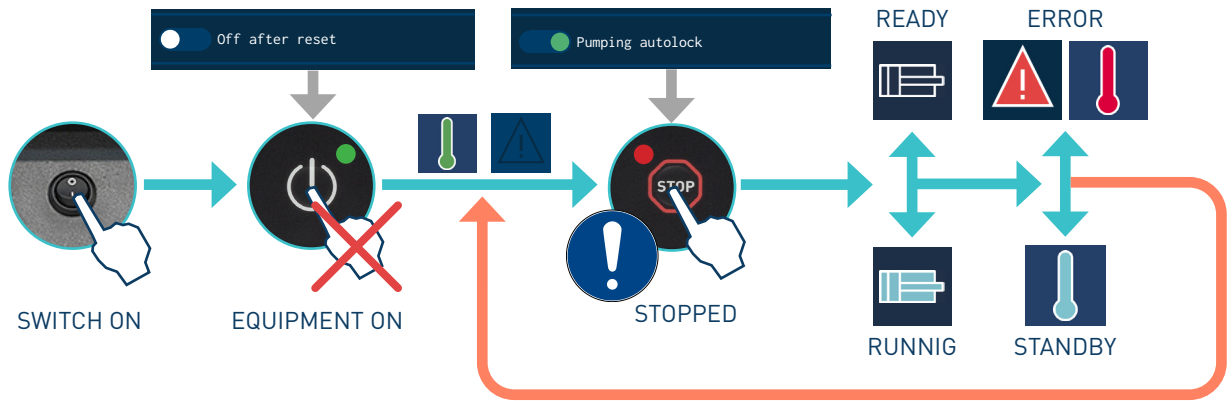 READY
ERROR
Off after reset
Pumping autolock
STOP
SWITCH ON
EQUIPMENT ON
STOPPED
RUNNIG
STANDBY